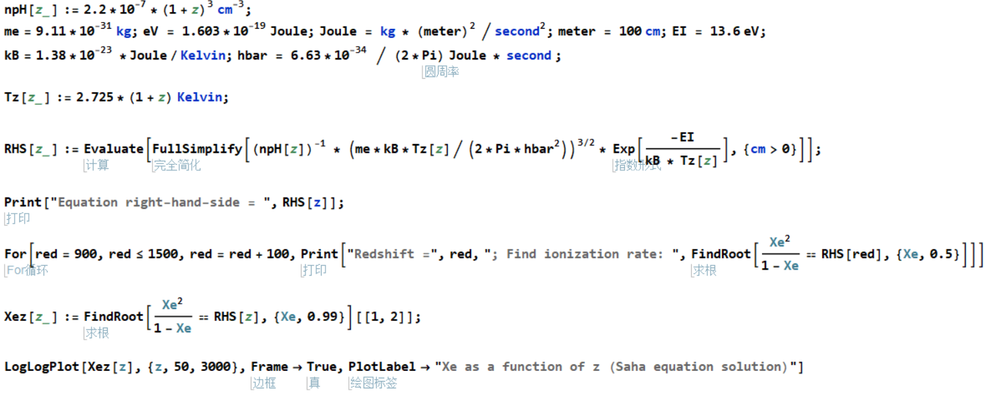 npH[z_] := 2.2 * 10^-7 * (1 + z)^3 cm^-3;
me = 9.11 * 10^-31 kg; eV = 1.603 * 10^-19 Joule; Joule = kg * (meter)^2 / second^2; meter = 100 cm; EI = 13.6 eV;
kB = 1.38 * 10^-23 * Joule / Kelvin; hbar = 6.63 * 10^-34 / (2 * Pi) Joule * second ;
圆周率
Tz[z_] := 2.725 * (1 + z) Kelvin;
RHS[z_] := Evaluate[FullSimplify[(npH[z])^-1 * (me * kB * Tz[z] / (2 * Pi * hbar^2))^3/2 * Exp[-EI / kB * Tz[z]], {cm > 0}]];
计算 完全简化 指数形式
Print["Equation right-hand-side = ", RHS[z]];
打印
For[red = 900, red ≤ 1500, red = red + 100, Print["Redshift =", red, "; Find ionization rate: ", FindRoot[Xe^2 / 1 - Xe == RHS[red], {Xe, 0.5}]]]
For循环 打印 求根
Xez[z_] := FindRoot[Xe^2 / 1 - Xe == RHS[z], {Xe, 0.99}][[1, 2]];
求根
LogLogPlot[Xez[z], {z, 50, 3000}, Frame → True, PlotLabel → "Xe as a function of z (Saha equation solution)"]
边框 真 绘图标签